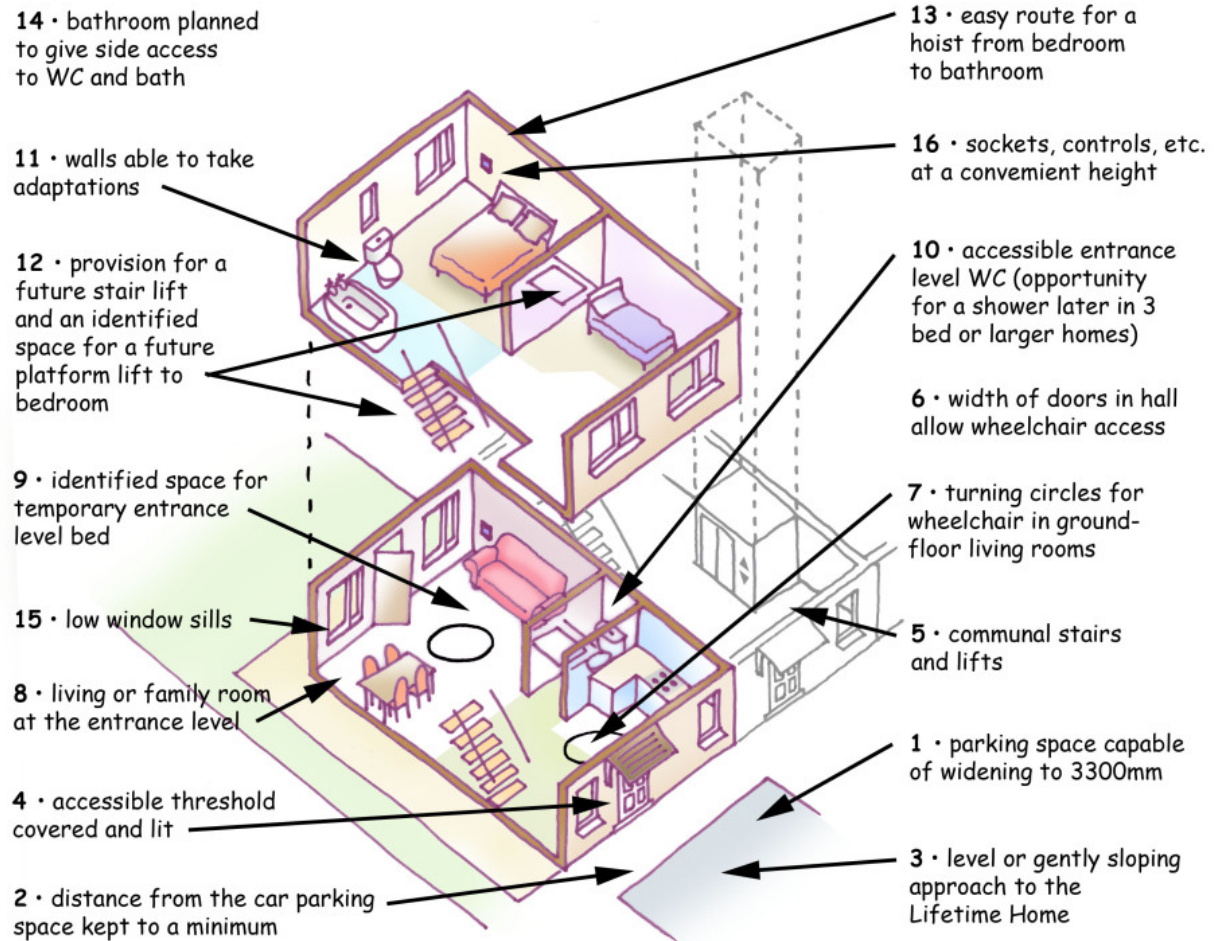 14 • bathroom planned
to give side access
to WC and bath
11 • walls able to take
adaptations
12 • provision for a
future stair lift
and an identified
space for a future
platform lift to
bedroom
9 • identified space for
temporary entrance
level bed
15 • low window sills
8 • living or family room
at the entrance level
4 • accessible threshold
covered and lit
2 • distance from the car parking
space kept to a minimum
13 • easy route for a
hoist from bedroom
to bathroom
16 • sockets, controls, etc.
at a convenient height
10 • accessible entrance
level WC (opportunity
for a shower later in 3
bed or larger homes)
6 • width of doors in hall
allow wheelchair access
7 • turning circles for
wheelchair in ground-
floor living rooms
5 • communal stairs
and lifts
1 • parking space capable
of widening to 3300mm
3 • level or gently sloping
approach to the
Lifetime Home